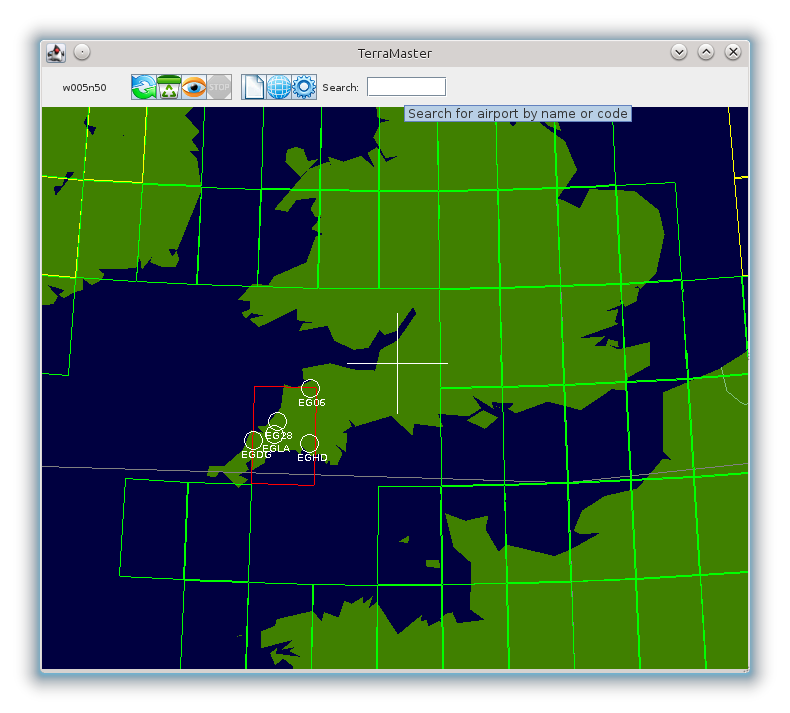 TerraMaster
w005n50
STOP
Search:
Search for airport by name or code
EG06
EG28
EGLA
EGDG
EGHD